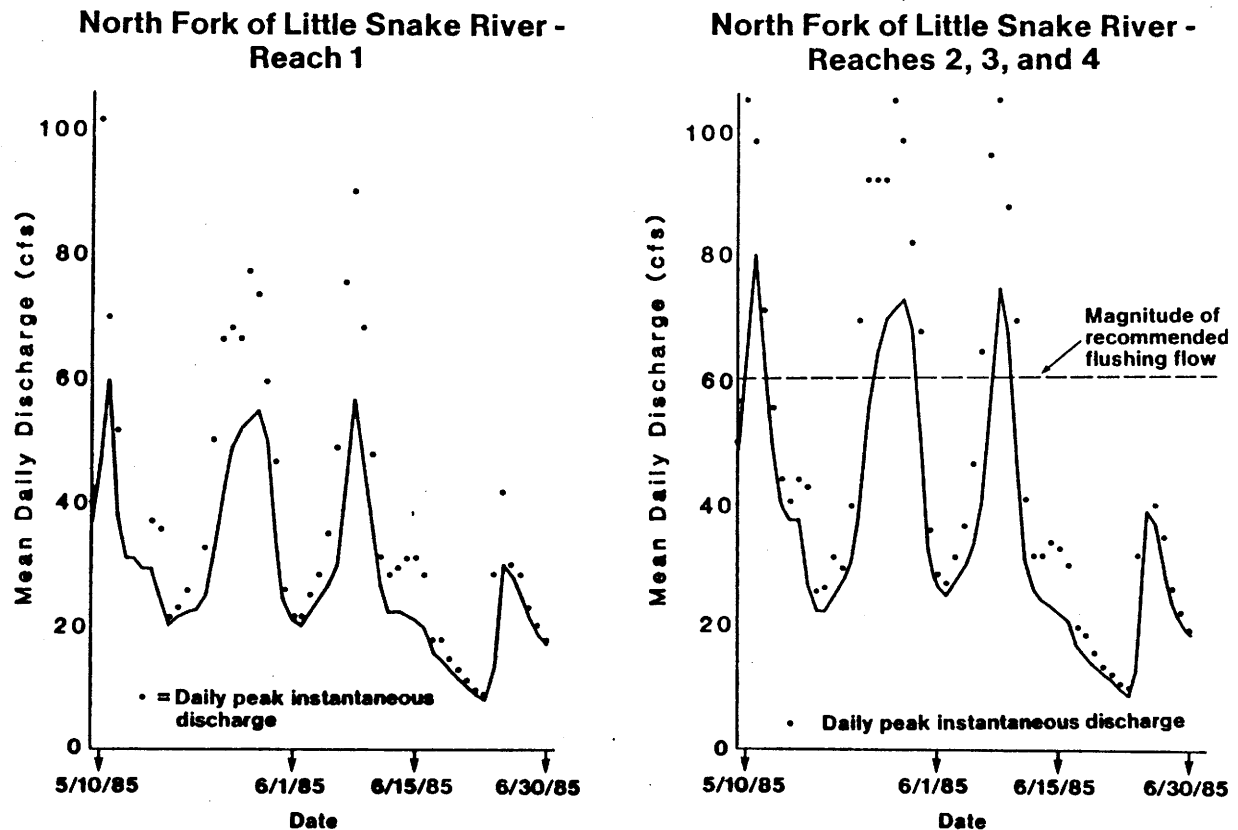 North Fork of Little Snake River -
Reach 1
Mean Daily Discharge (cfs)
100
80
60
40
20
0
• = Daily peak instantaneous
discharge
5/10/85
6/1/85
6/15/85
6/30/85
Date
North Fork of Little Snake River -
Reaches 2, 3, and 4
Mean Daily Discharge (cfs)
100
80
60
40
20
0
Magnitude of
recommended
flushing flow
• Daily peak instantaneous discharge
5/10/85
6/1/85
6/15/85
6/30/85
Date